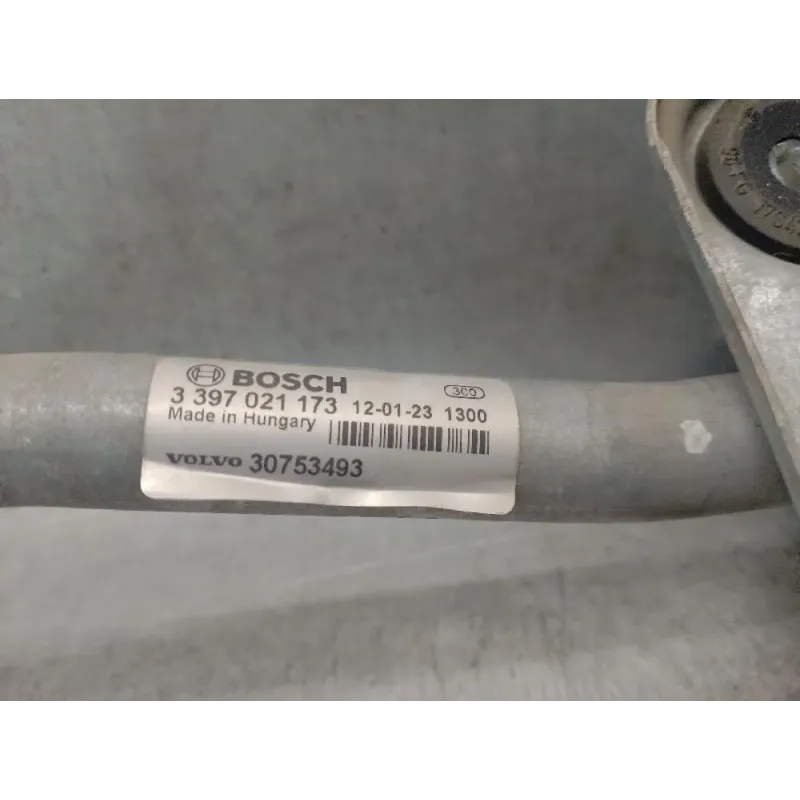 BOSCH 300
3 397 021 173 12-01-23 1300
Made in Hungary
VOLVO 30753493